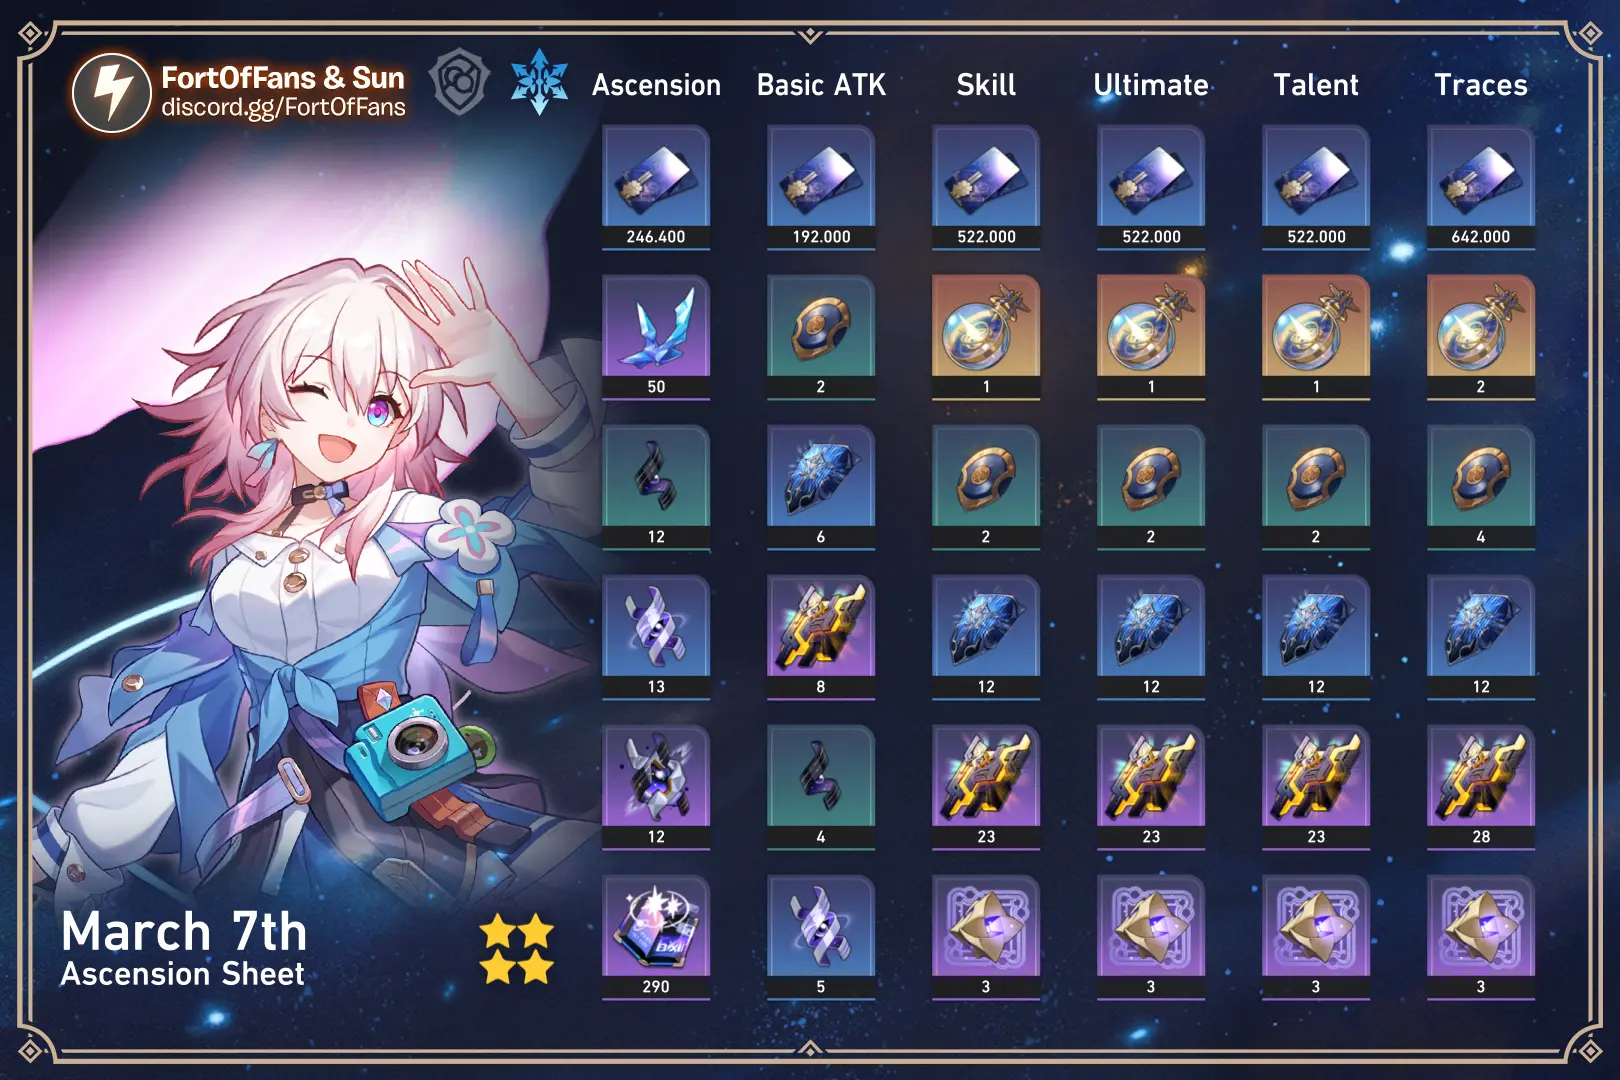 FortOfFans & Sun
discord.gg/FortOfFans
Ascension Basic ATK Skill Ultimate Talent Traces
246.400 192.000 522.000 522.000 522.000 642.000
50 2 1 1 1 2
12 6 2 2 2 4
13 8 12 12 12 12
12 4 23 23 23 28
290 5 3 3 3 3
March 7th
Ascension Sheet